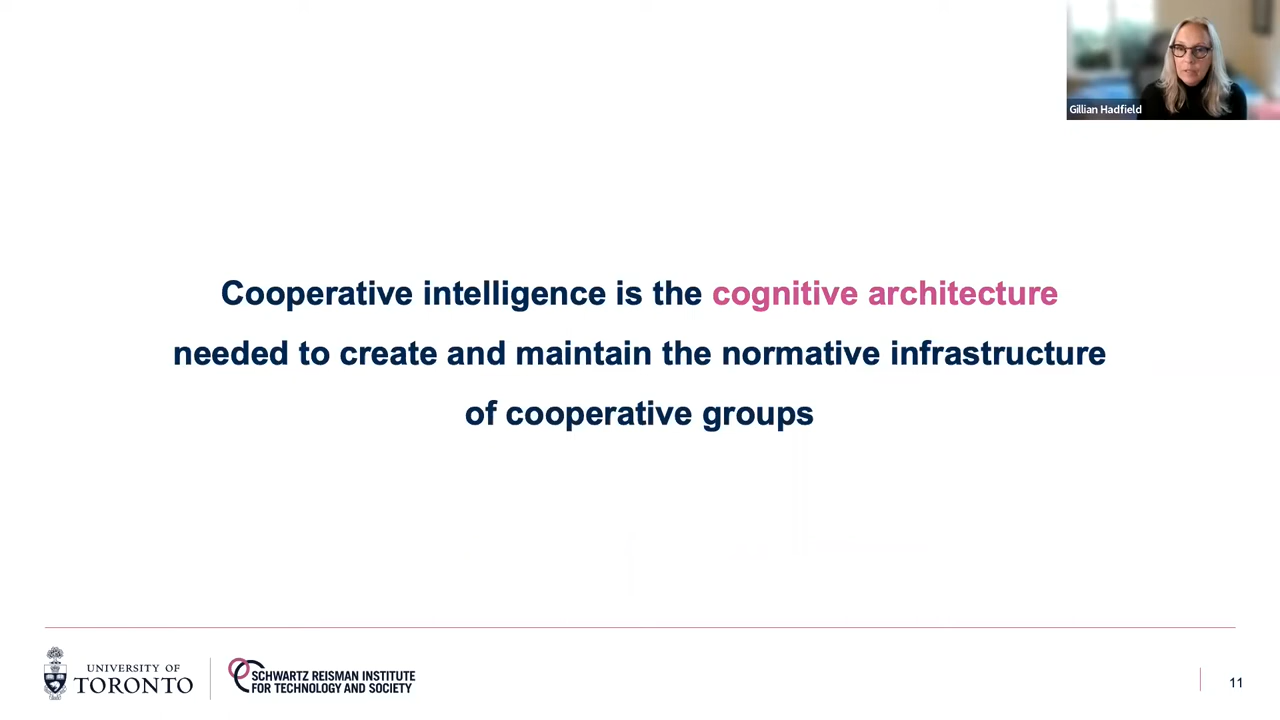 Gillian Hadfield
Cooperative intelligence is the cognitive architecture
needed to create and maintain the normative infrastructure
of cooperative groups
UNIVERSITY OF
TORONTO
SCHWARTZ REISMAN INSTITUTE
FOR TECHNOLOGY AND SOCIETY
11